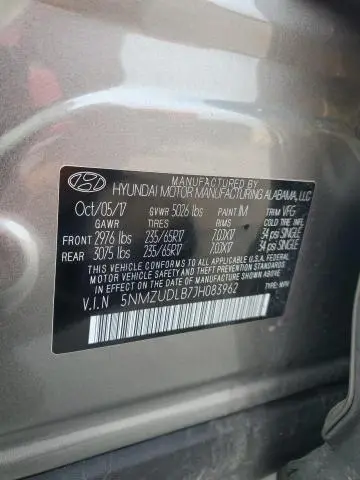 MANUFACTURED BY
HYUNDAI MOTOR MANUFACTURING ALABAMA, LLC
Oct/05/17 GVWR 5026 lbs PAINT IM TRIM VFG
GAWR TIRES RIMS COLD TIRE INFL.
FRONT 2976 lbs 235/65R17 7.0JX17 34 psi SINGLE
REAR 3075 lbs 235/65R17 7.0JX17 34 psi SINGLE
THIS VEHICLE CONFORMS TO ALL APPLICABLE U.S.A. FEDERAL
MOTOR VEHICLE SAFETY STANDARDS IN
EFFECT ON THE DATE OF MANUFACTURE SHOWN ABOVE.
V.I.N 5NMZUDLB7JH083962 TYPE: MPV